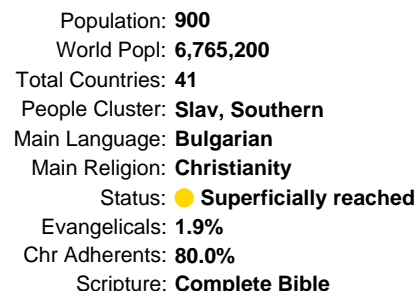 Population: 900
World Popl: 6,765,200
Total Countries: 41
People Cluster: Slav, Southern
Main Language: Bulgarian
Main Religion: Christianity
Status: Superficially reached
Evangelicals: 1.9%
Chr Adherents: 80.0%
Scripture: Complete Bible